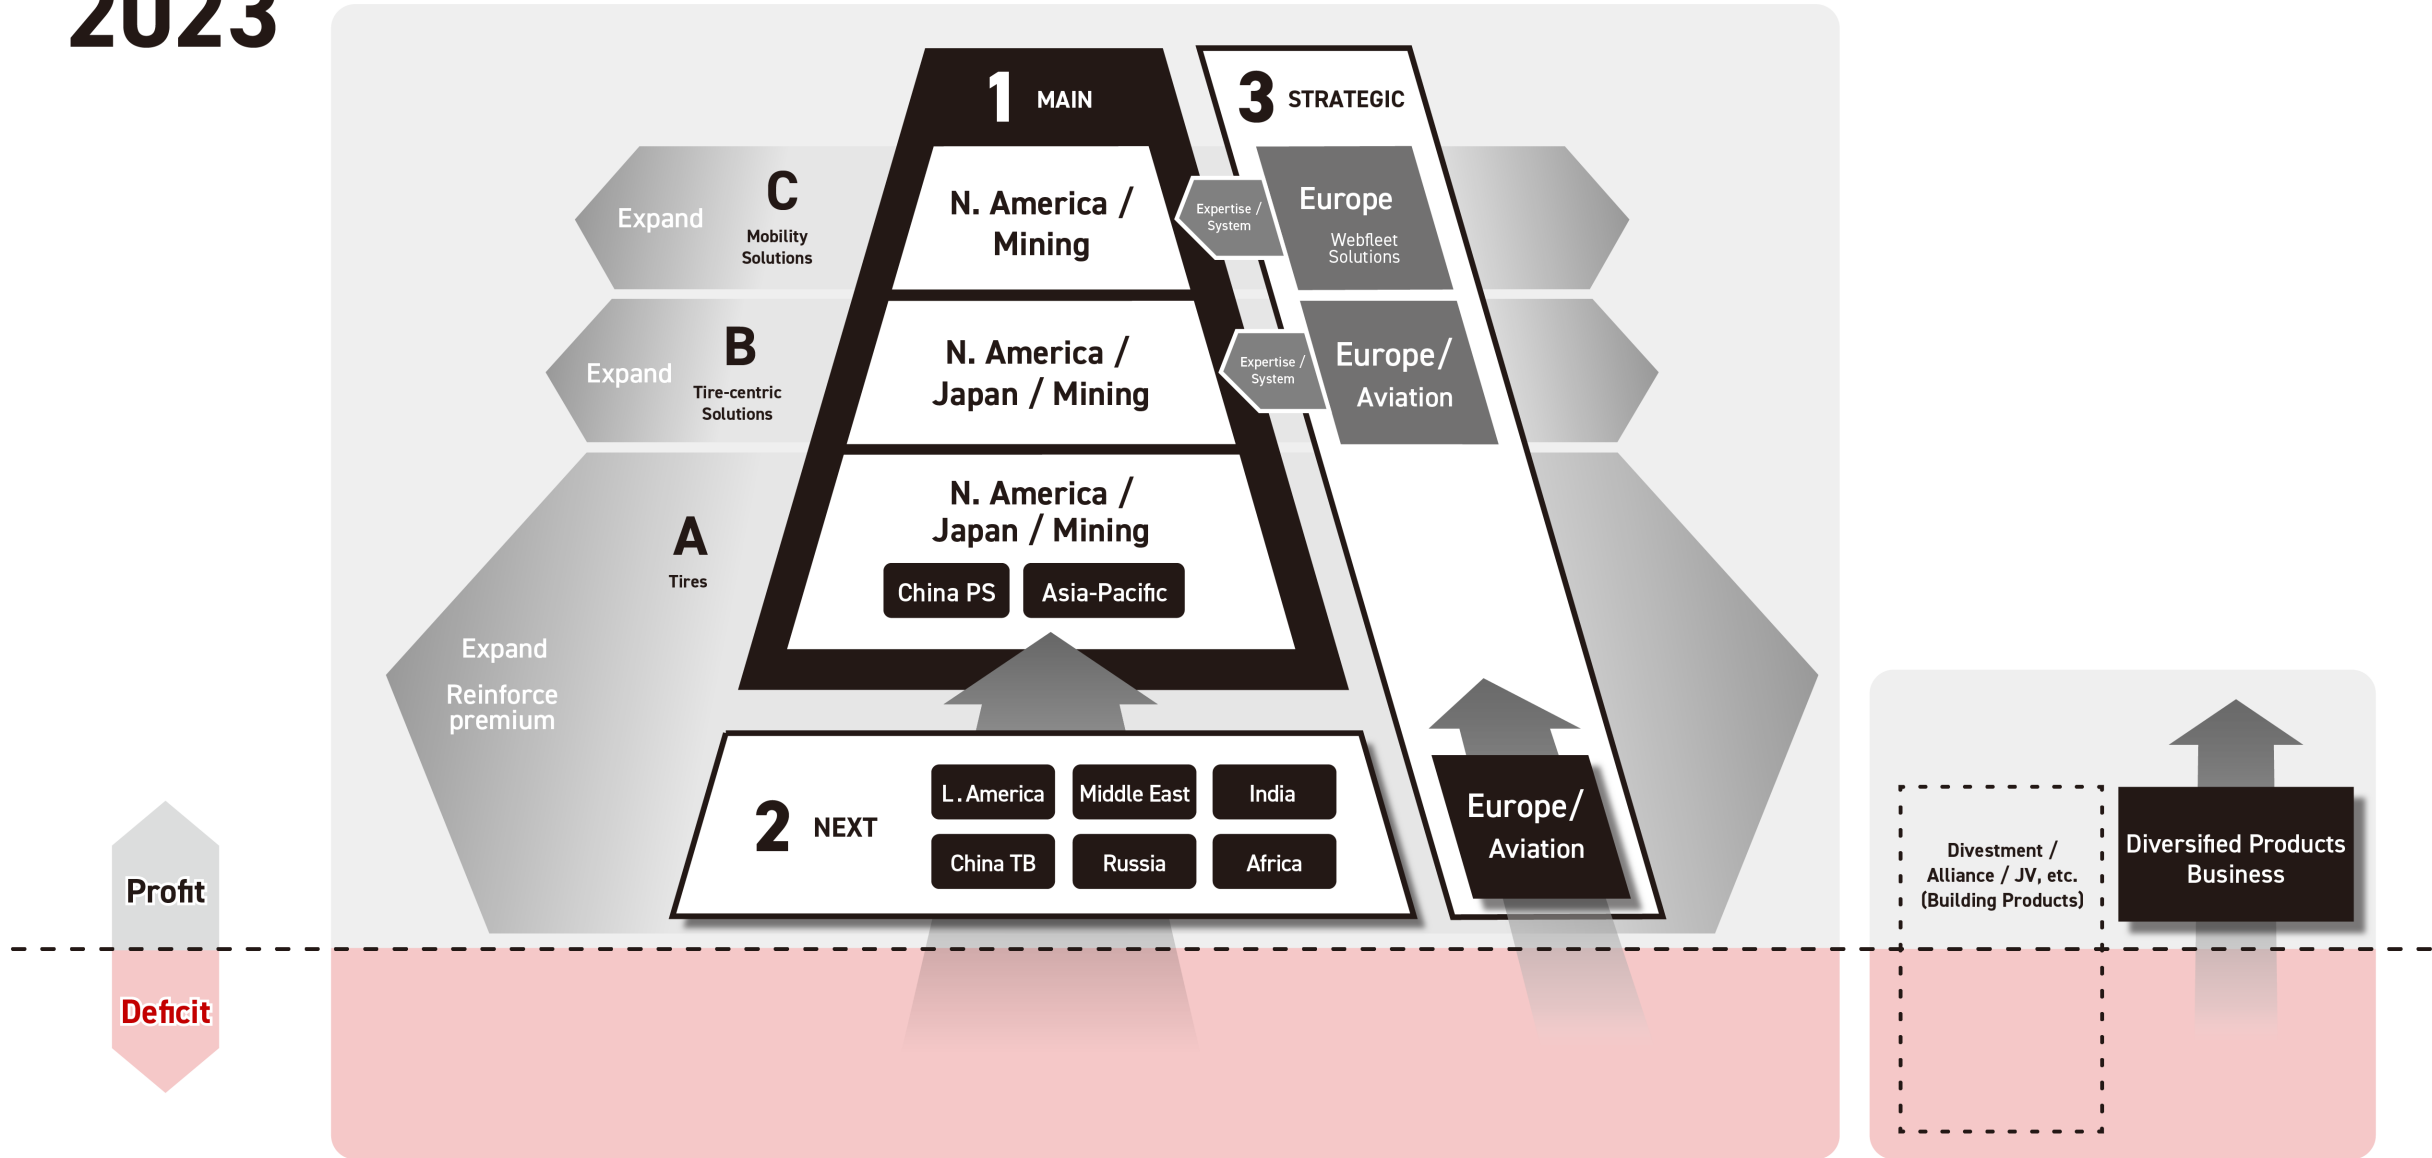 2023
1 MAIN
3 STRATEGIC
Expand
C
Mobility
Solutions
N. America /
Mining
Expertise /
System
Europe
Webfleet
Solutions
Expand
B
Tire-centric
Solutions
N. America /
Japan / Mining
Expertise /
System
Europe/
Aviation
A
Tires
Expand
Reinforce
premium
N. America /
Japan / Mining
China PS
Asia-Pacific
2 NEXT
L. America
Middle East
India
China TB
Russia
Africa
Europe/
Aviation
Divestment /
Alliance / JV, etc.
(Building Products)
Diversified Products
Business
Profit
Deficit